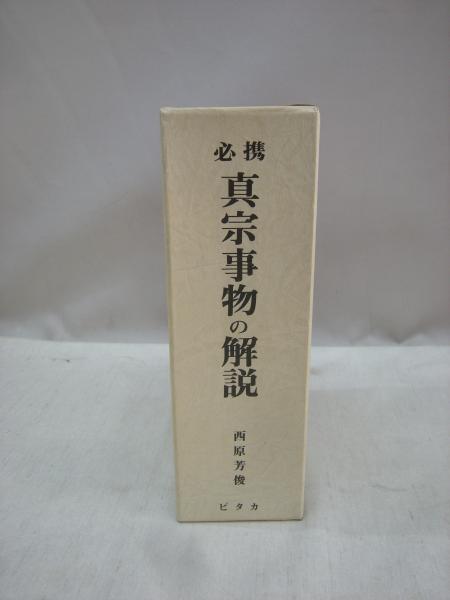 必携
真宗事物の解説
西原芳俊
ピタカ